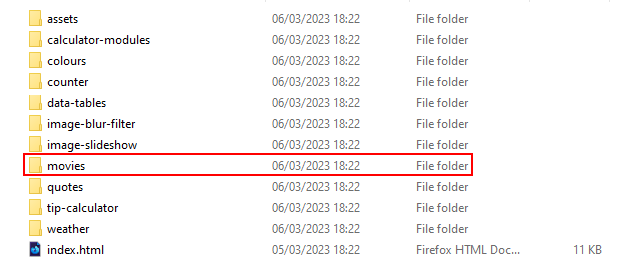 assets 06/03/2023 18:22 File folder
calculator-modules 06/03/2023 18:22 File folder
colours 06/03/2023 18:22 File folder
counter 06/03/2023 18:22 File folder
data-tables 06/03/2023 18:22 File folder
image-blur-filter 06/03/2023 18:22 File folder
image-slideshow 06/03/2023 18:22 File folder
movies 06/03/2023 18:22 File folder
quotes 06/03/2023 18:22 File folder
tip-calculator 06/03/2023 18:22 File folder
weather 06/03/2023 18:22 File folder
index.html 05/03/2023 18:22 Firefox HTML Doc... 11 KB